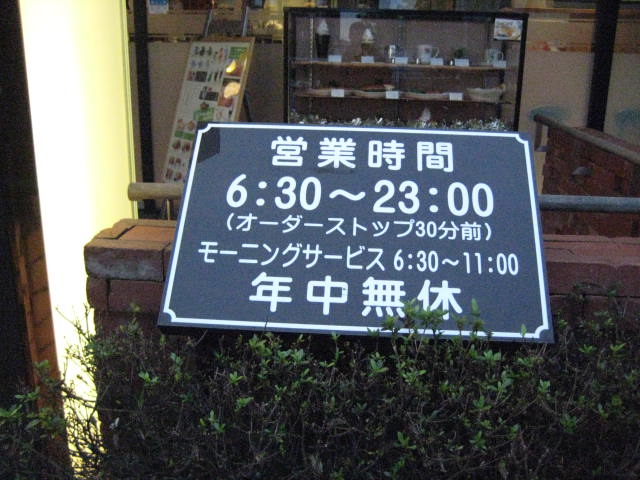 営業時間
6:30～23:00
(オーダーストップ30分前)
モーニングサービス 6:30～11:00
年中無休